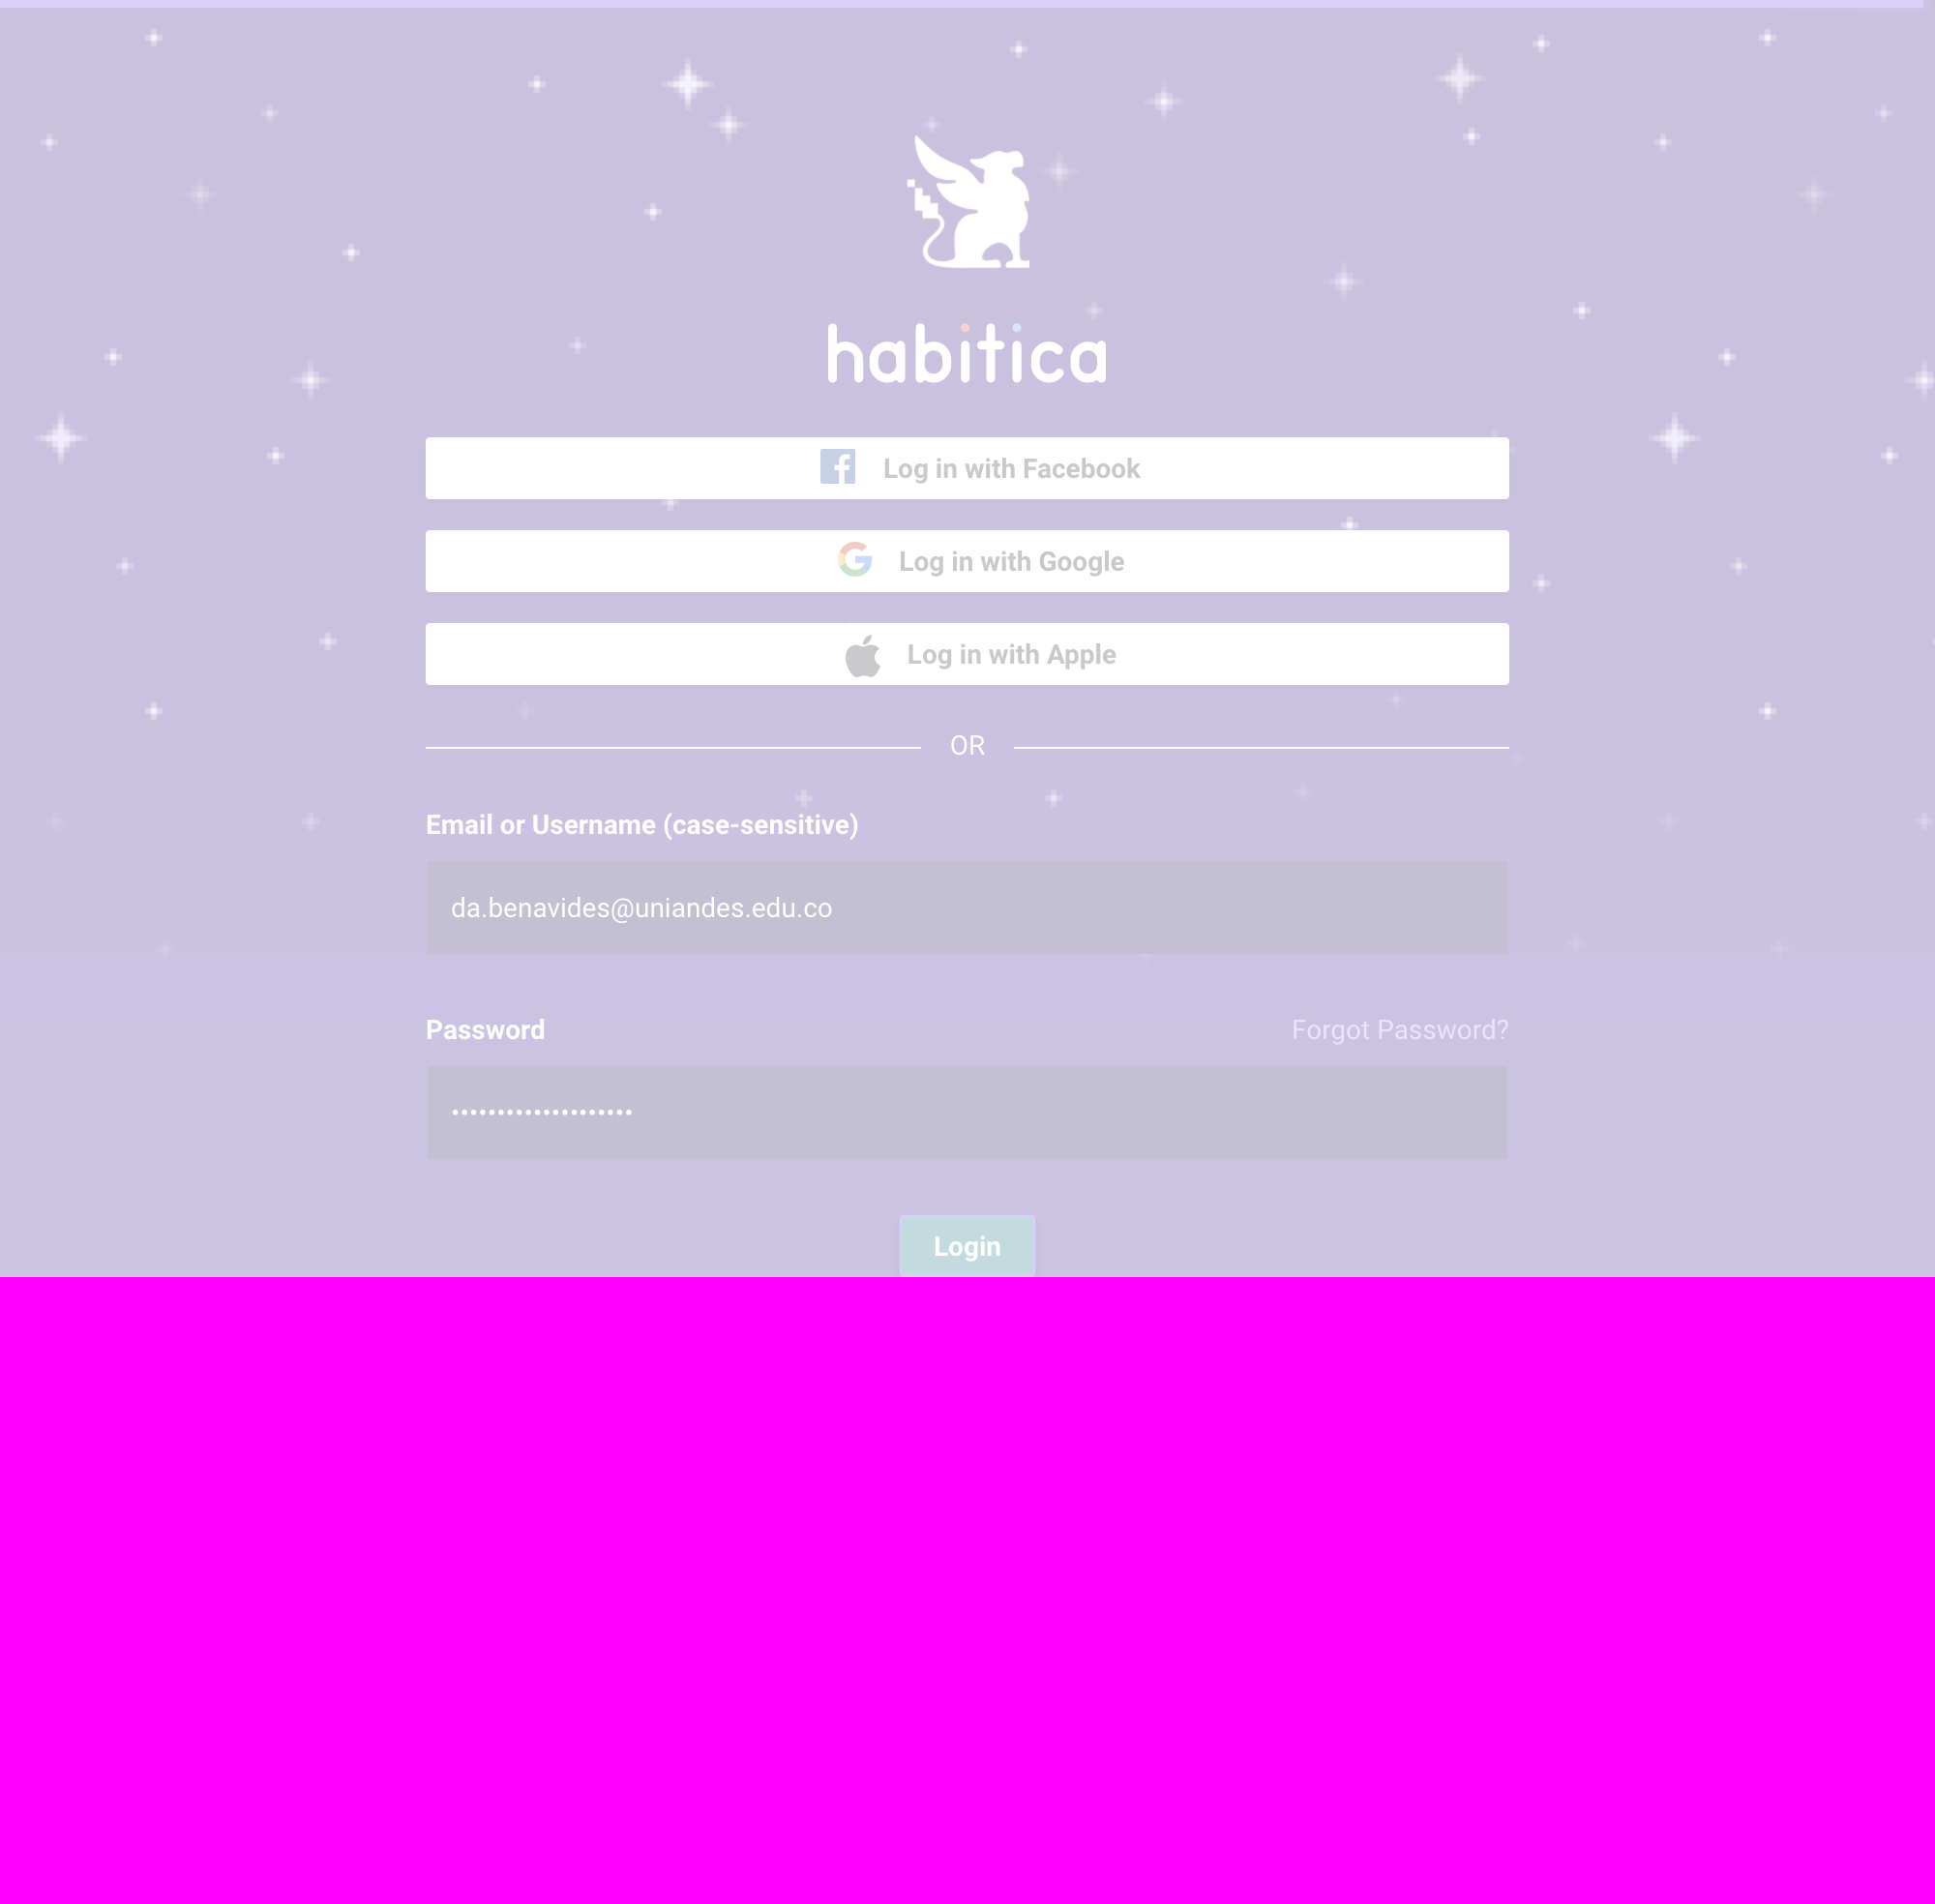 habitica
Log in with Facebook
Log in with Google
Log in with Apple
OR
Email or Username (case-sensitive)
da.benavides@uniandes.edu.co
Password Forgot Password?
••••••••••••••••••••
Login